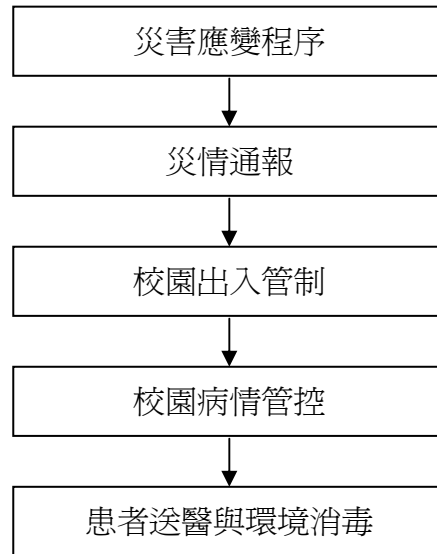 災害應變程序
災情通報
校園出入管制
校園病情管控
患者送醫與環境消毒